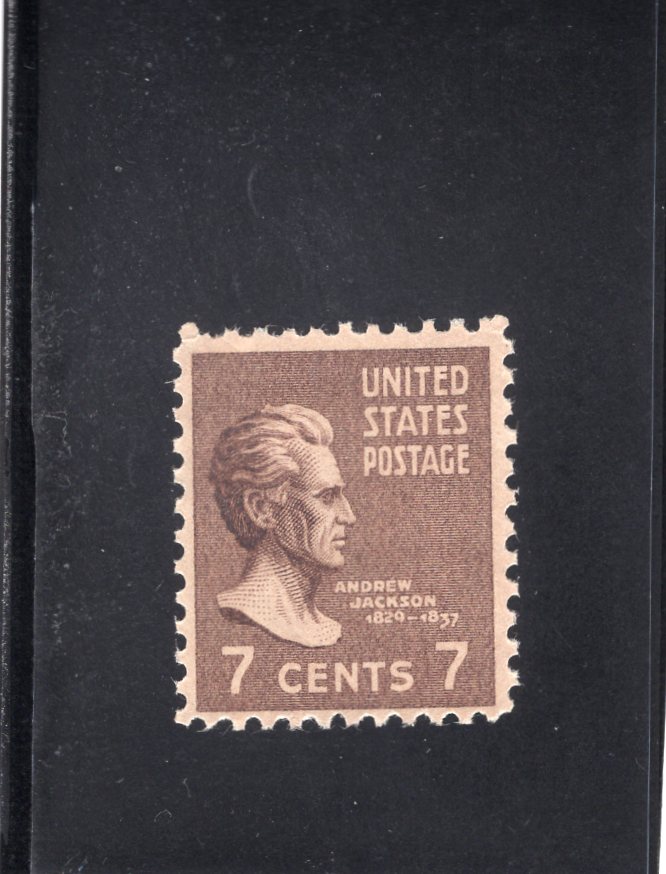 UNITED
STATES
POSTAGE
ANDREW
JACKSON
1829-1837
7 CENTS 7